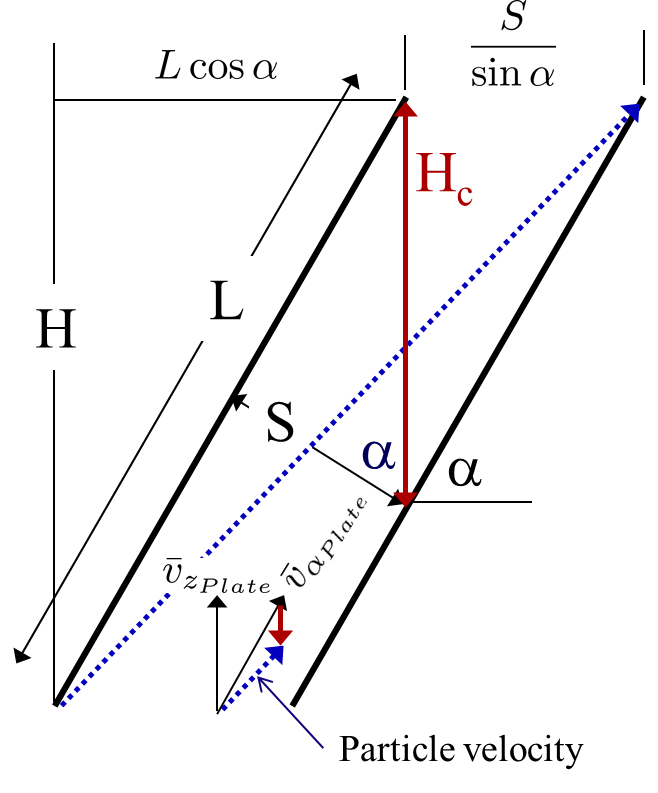 S
L cos α
sin α
H_c
H
L
S
α
α
v̄_z_Plate
v̄_α_Plate
Particle velocity